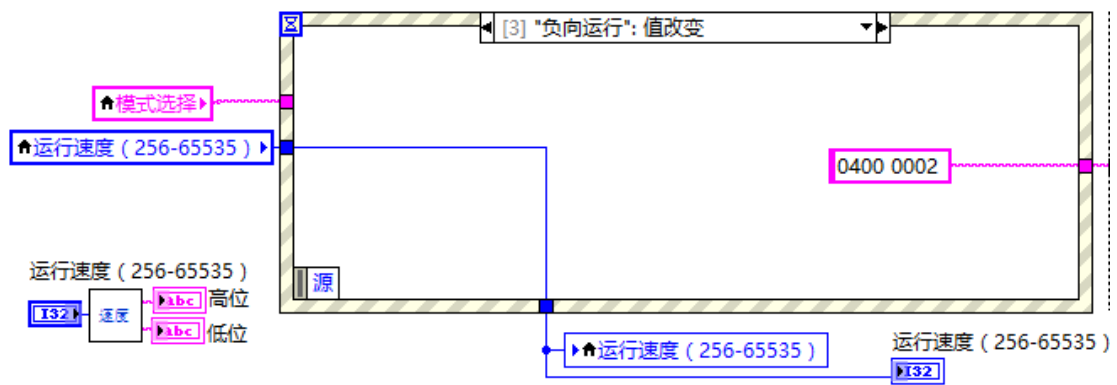 [3] "负向运行": 值改变
模式选择
运行速度（256-65535）
0400 0002
源
运行速度（256-65535）
I32
速度
abc
高位
abc
低位
运行速度（256-65535）
运行速度（256-65535）
I32